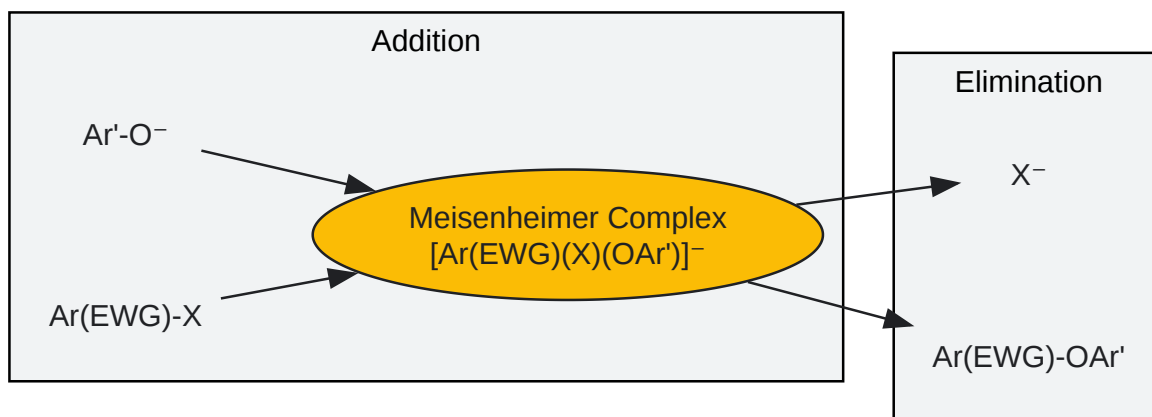 Addition
Elimination
Ar'-O⁻
X⁻
Meisenheimer Complex
[Ar(EWG)(X)(OAr')]⁻
Ar(EWG)-X
Ar(EWG)-OAr'